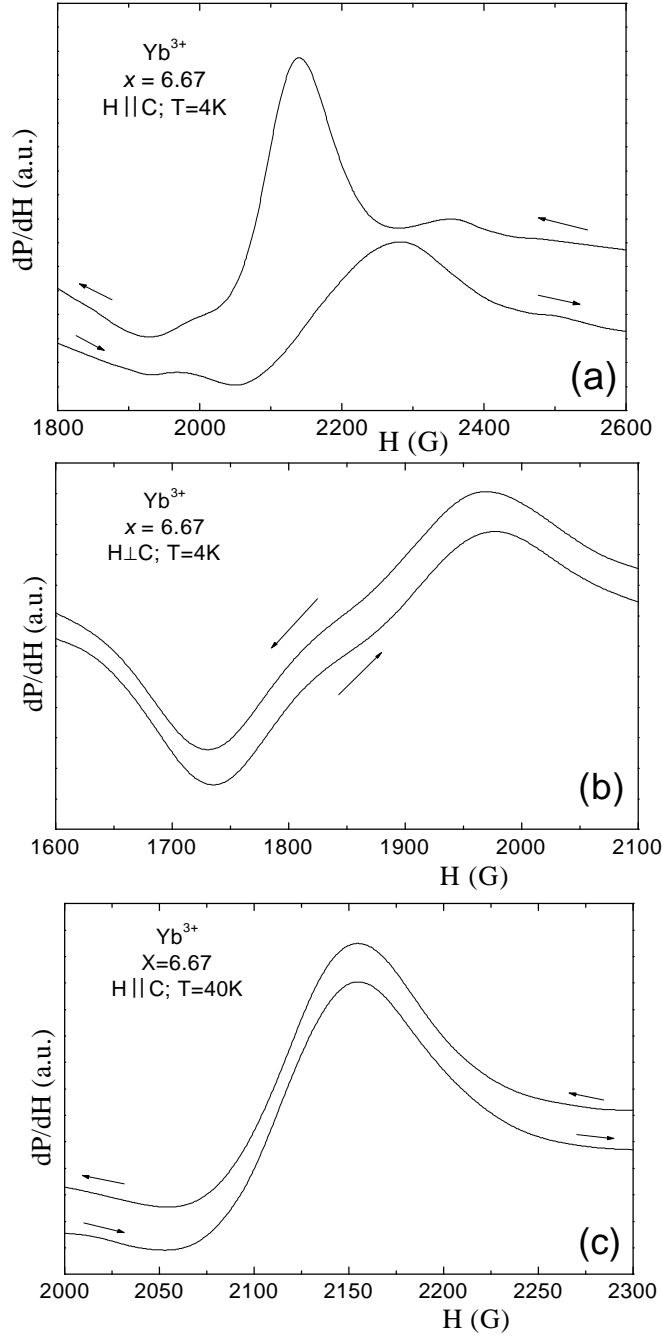 Yb³⁺
x = 6.67
H||C; T=4K
dP/dH (a.u.)
(a)
1800 2000 2200 2400 2600
H (G)
Yb³⁺
x = 6.67
H⊥C; T=4K
dP/dH (a.u.)
(b)
1600 1700 1800 1900 2000 2100
H (G)
Yb³⁺
X=6.67
H||C; T=40K
dP/dH (a.u.)
(c)
2000 2050 2100 2150 2200 2250 2300
H (G)